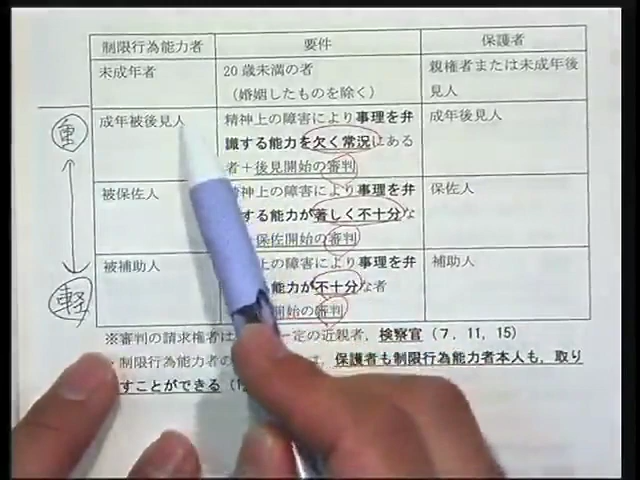 制限行為能力者 要件 保護者
未成年者 20歳未満の者 親権者または未成年後
（婚姻したものを除く） 見人
重 成年被後見人 精神上の障害により事理を弁 成年後見人
識する能力を欠く常況にある
者＋後見開始の審判
被保佐人 精神上の障害により事理を弁 保佐人
する能力が著しく不十分な
保佐開始の審判
被補助人 上の障害により事理を弁 補助人
軽 能力が不十分な者
開始の審判
※審判の請求権者は 一定の近親者，検察官（7，11，15）
制限行為能力者の は，保護者も制限行為能力者本人も，取り
すことができる